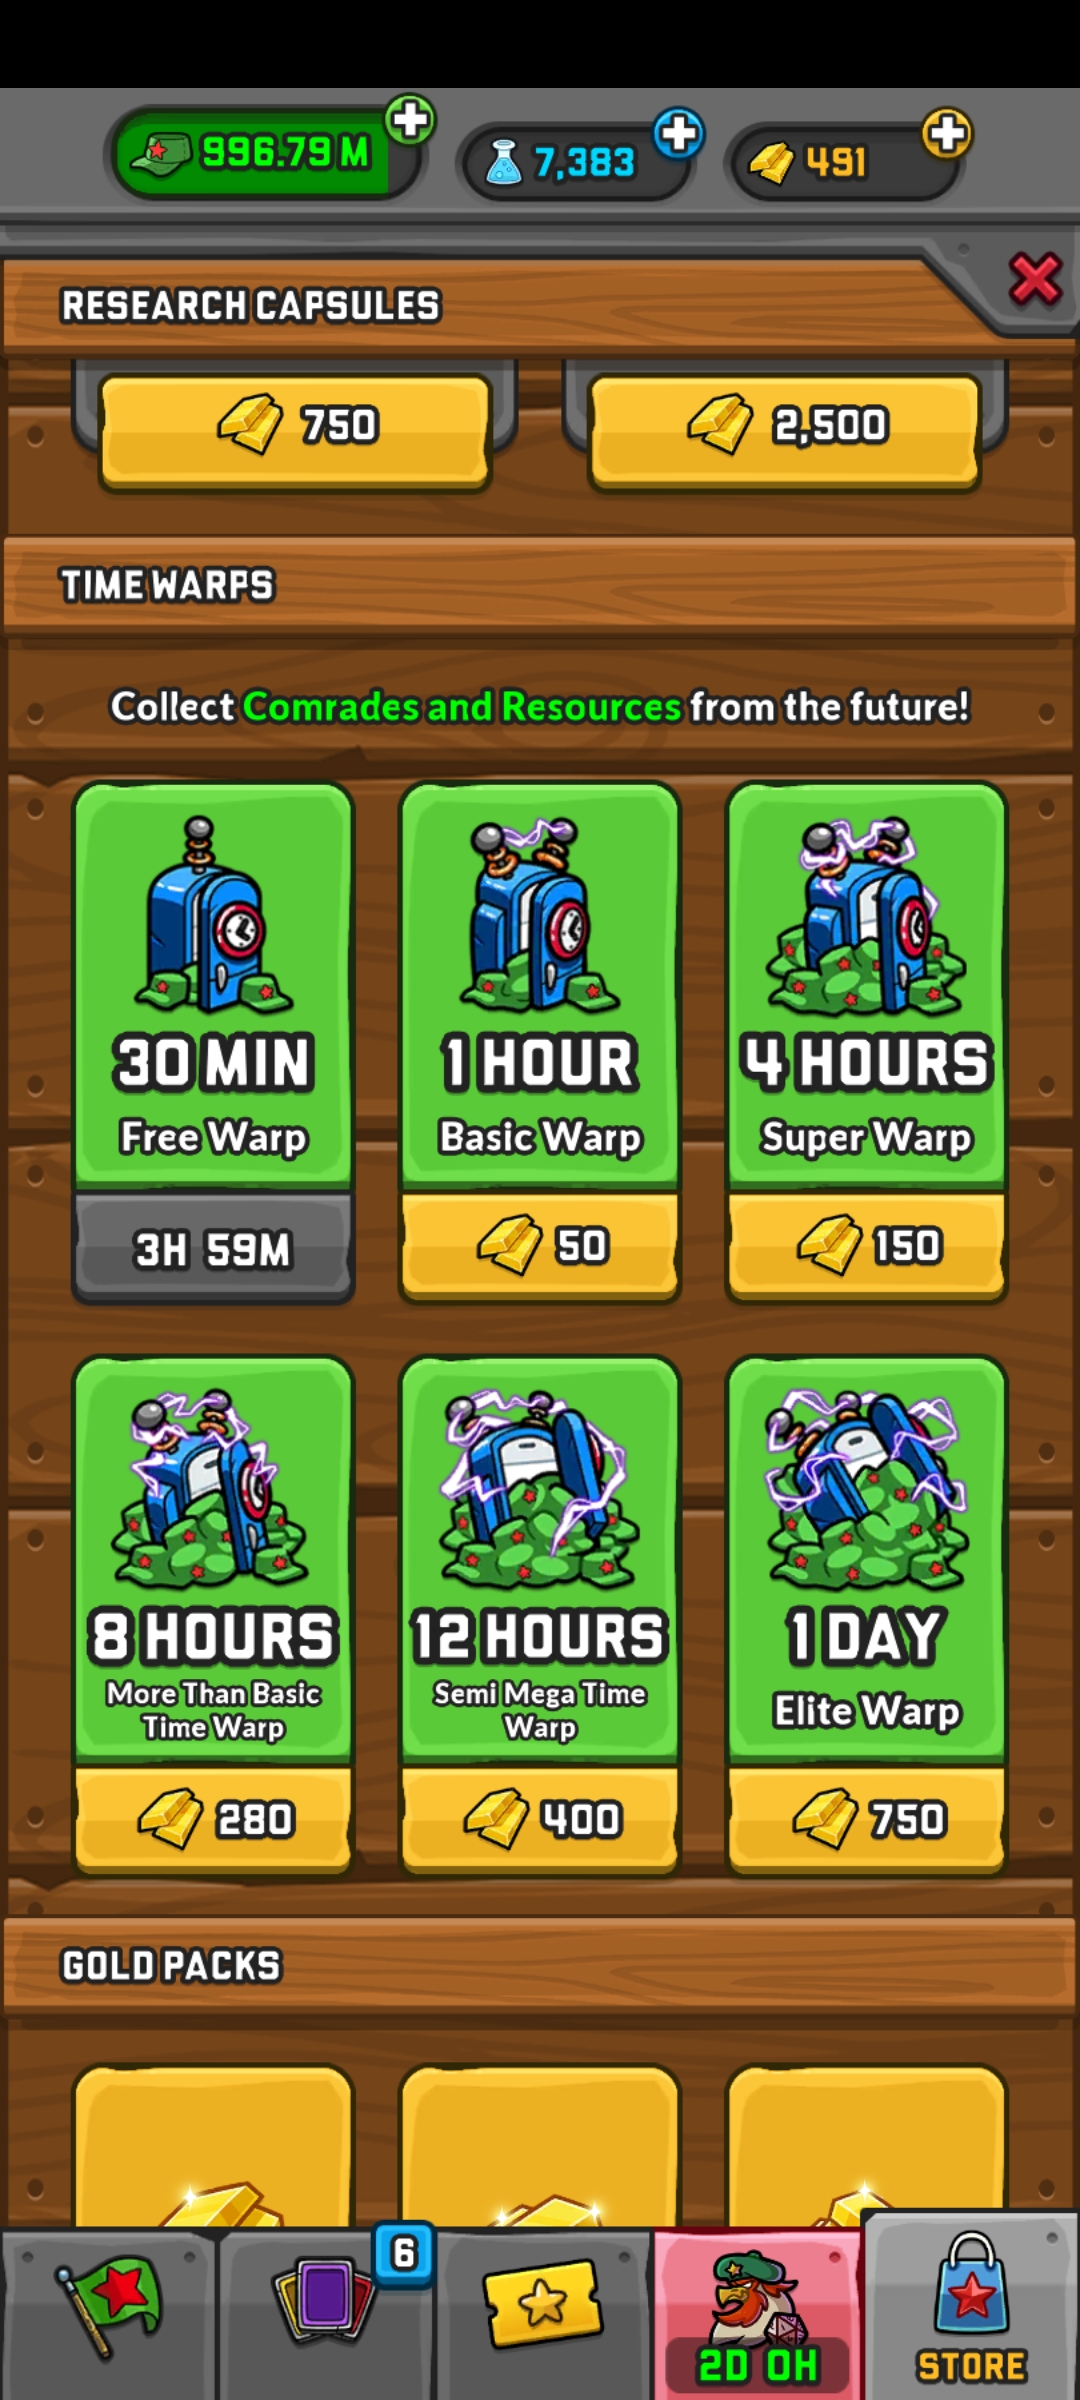 996.79 M
7,383
491
RESEARCH CAPSULES
750
2,500
TIME WARPS
Collect Comrades and Resources from the future!
30 MIN
Free Warp
3H 59M
1 HOUR
Basic Warp
50
4 HOURS
Super Warp
150
8 HOURS
More Than Basic
Time Warp
280
12 HOURS
Semi Mega Time
Warp
400
1 DAY
Elite Warp
750
GOLD PACKS
6
2D 0H
STORE